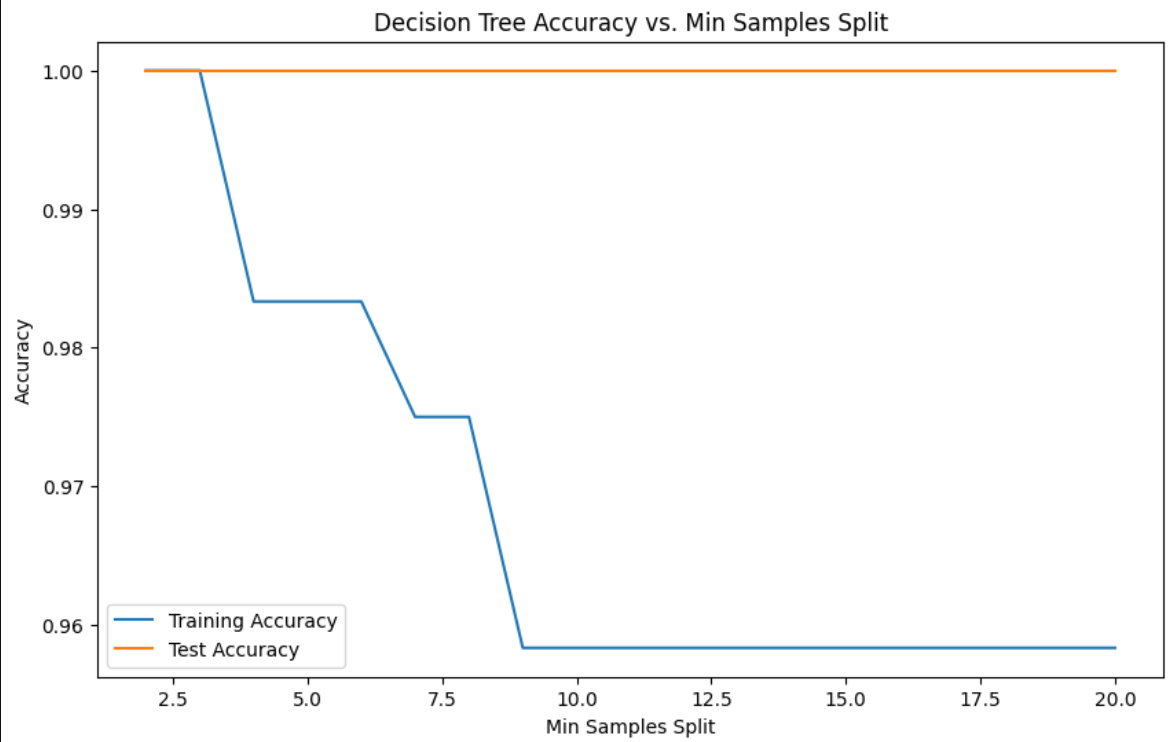 Decision Tree Accuracy vs. Min Samples Split
Accuracy
1.00
0.99
0.98
0.97
0.96
Training Accuracy
Test Accuracy
2.5 5.0 7.5 10.0 12.5 15.0 17.5 20.0
Min Samples Split